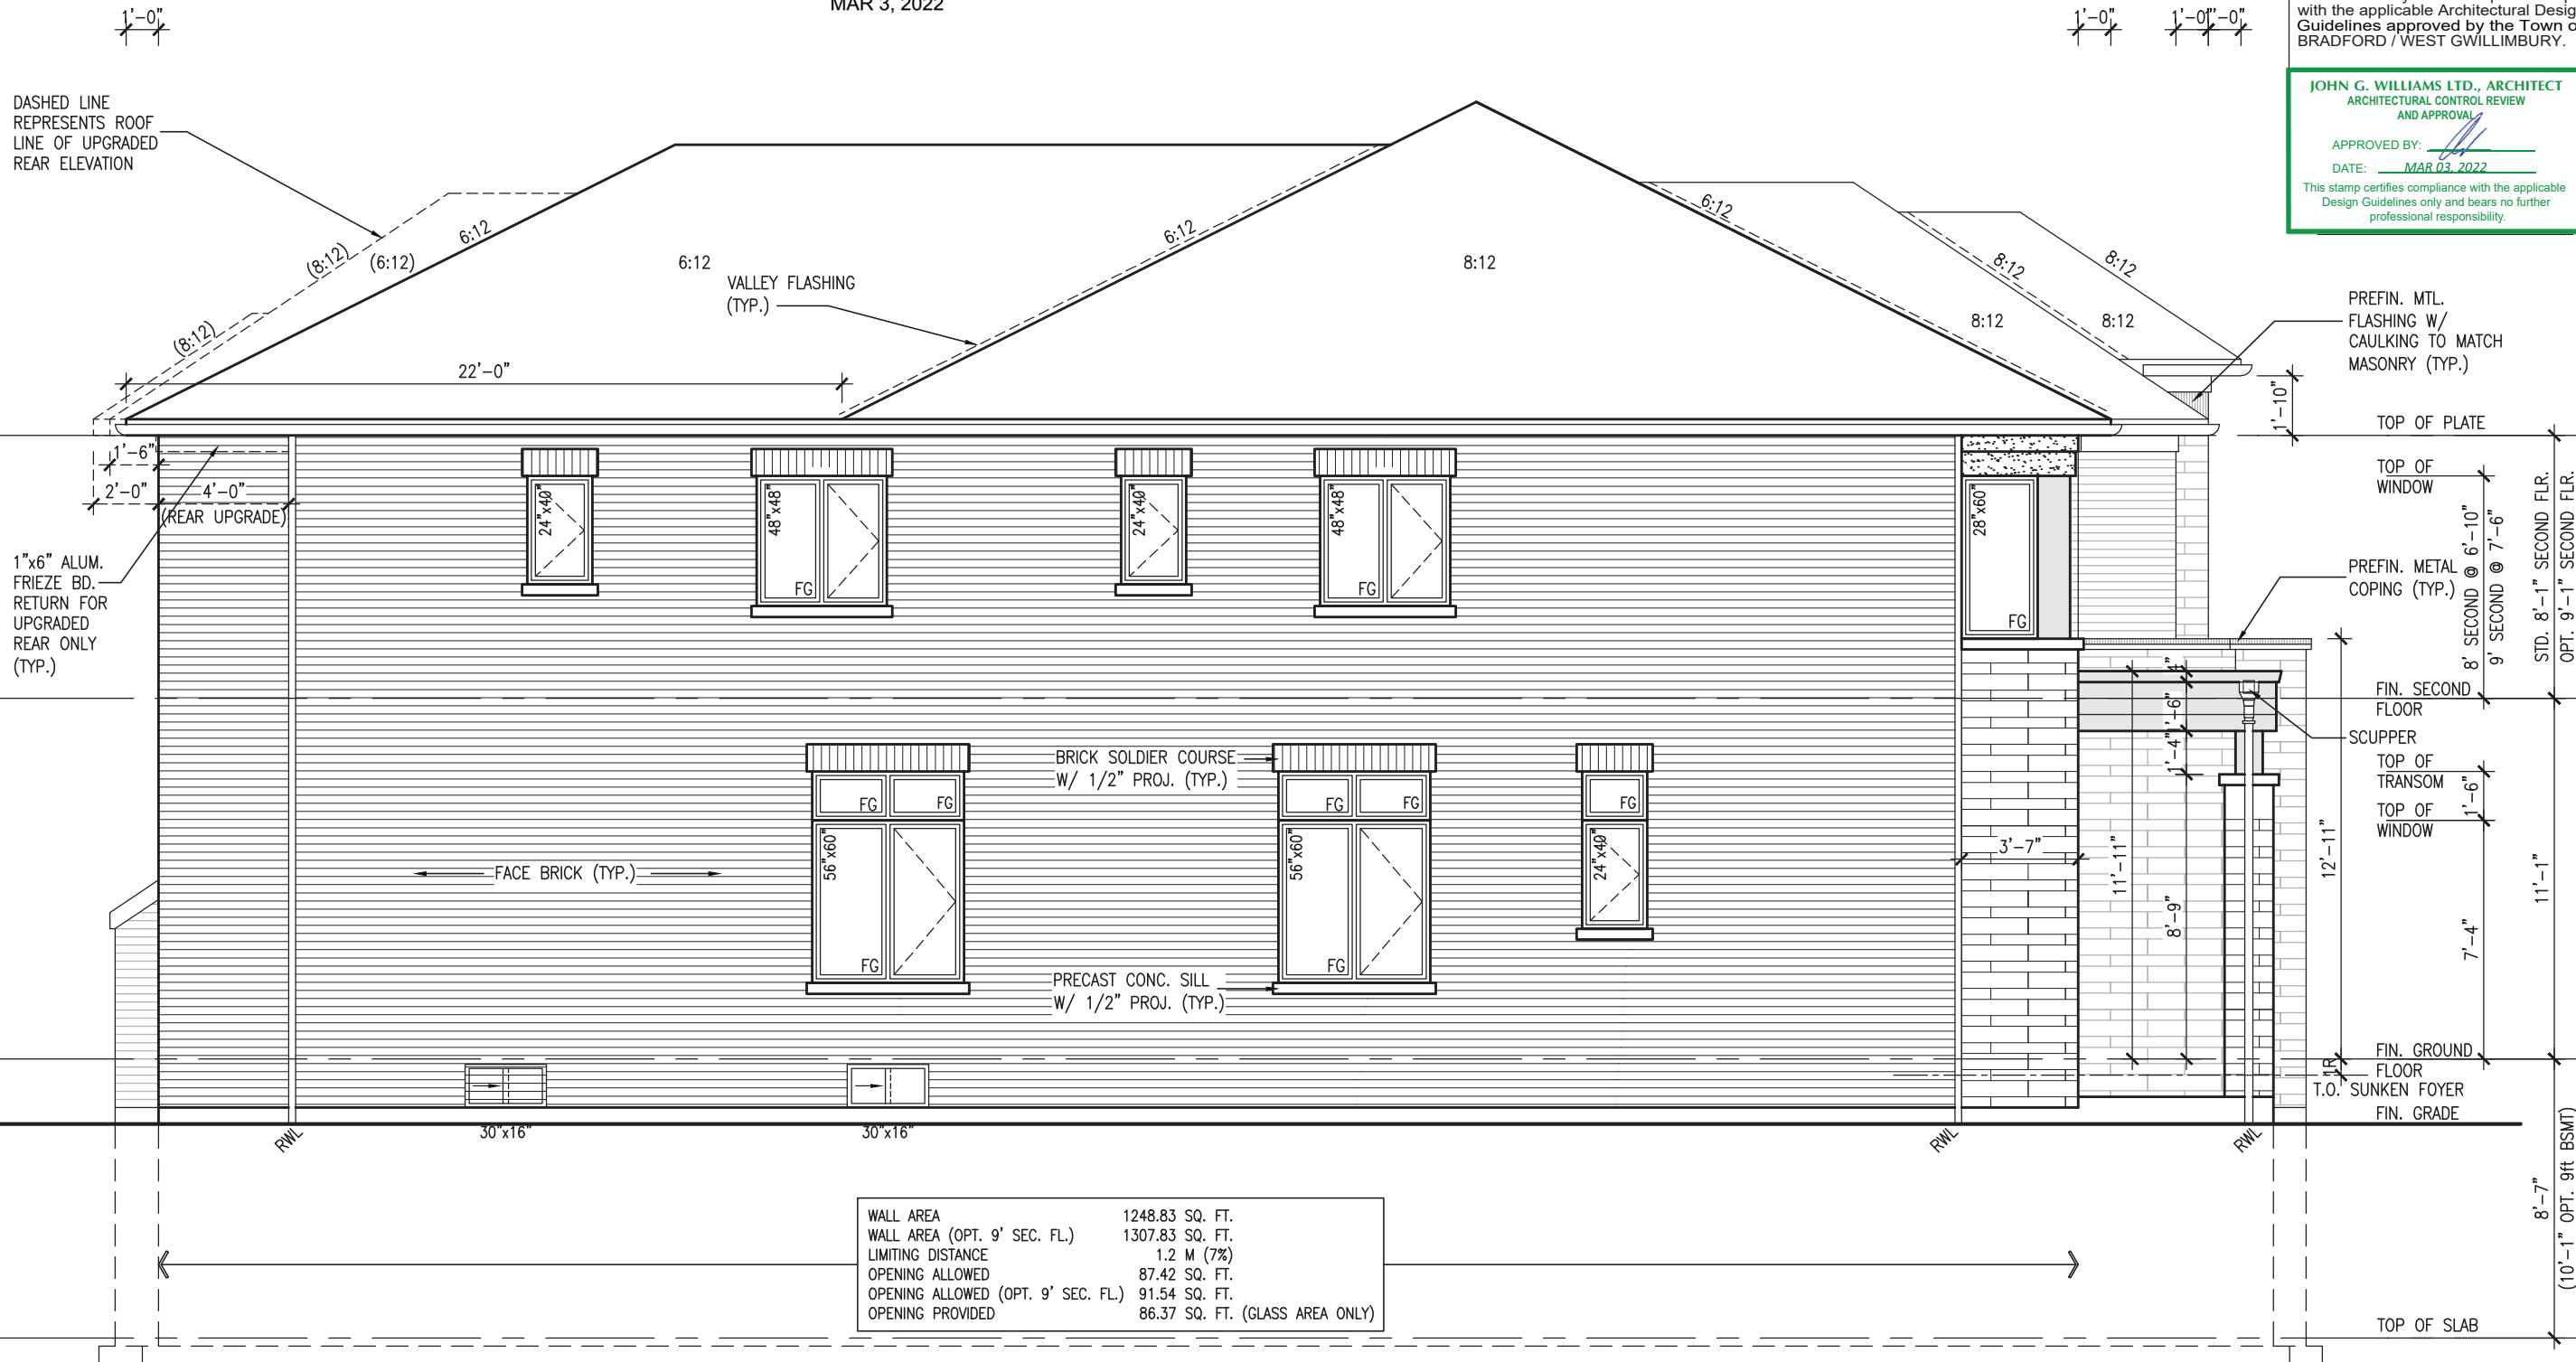 MAR 3, 2022
1'-0"
1'-0"
1'-0"
1'-0"
with the applicable Architectural Desig
Guidelines approved by the Town o
BRADFORD / WEST GWILLIMBURY.
JOHN G. WILLIAMS LTD., ARCHITECT
ARCHITECTURAL CONTROL REVIEW
AND APPROVAL
APPROVED BY:
DATE: MAR 03, 2022
This stamp certifies compliance with the applicable
Design Guidelines only and bears no further
professional responsibility.
DASHED LINE
REPRESENTS ROOF
LINE OF UPGRADED
REAR ELEVATION
(8:12)
(8:12)
6:12
(6:12)
6:12
VALLEY FLASHING
(TYP.)
6:12
8:12
6:12
8:12
8:12
8:12
8:12
22'-0"
PREFIN. MTL.
FLASHING W/
CAULKING TO MATCH
MASONRY (TYP.)
1'-10"
TOP OF PLATE
1'-6"
2'-0"
4'-0"
(REAR UPGRADE)
1"x6" ALUM.
FRIEZE BD.
RETURN FOR
UPGRADED
REAR ONLY
(TYP.)
24"x40"
48"x48"
FG
24"x40"
48"x48"
FG
28"x60"
FG
TOP OF
WINDOW
PREFIN. METAL
COPING (TYP.)
8' SECOND @ 6'-10"
9' SECOND @ 7'-6"
STD. 8'-1" SECOND FLR.
OPT. 9'-1" SECOND FLR.
4"
1'-6"
1'-4"
FIN. SECOND
FLOOR
SCUPPER
TOP OF
TRANSOM
1'-6"
TOP OF
WINDOW
BRICK SOLDIER COURSE
W/ 1/2" PROJ. (TYP.)
FACE BRICK (TYP.)
FG
FG
56"x60"
FG
FG
FG
56"x60"
FG
FG
24"x40"
PRECAST CONC. SILL
W/ 1/2" PROJ. (TYP.)
3'-7"
11'-11"
8'-9"
12'-11"
7'-4"
11'-1"
FIN. GROUND
FLOOR
1R
T.O. SUNKEN FOYER
FIN. GRADE
RWL
30"x16"
30"x16"
RWL
RWL
8'-7"
(10'-1" OPT. 9ft BSMT)
WALL AREA 1248.83 SQ. FT.
WALL AREA (OPT. 9' SEC. FL.) 1307.83 SQ. FT.
LIMITING DISTANCE 1.2 M (7%)
OPENING ALLOWED 87.42 SQ. FT.
OPENING ALLOWED (OPT. 9' SEC. FL.) 91.54 SQ. FT.
OPENING PROVIDED 86.37 SQ. FT. (GLASS AREA ONLY)
TOP OF SLAB